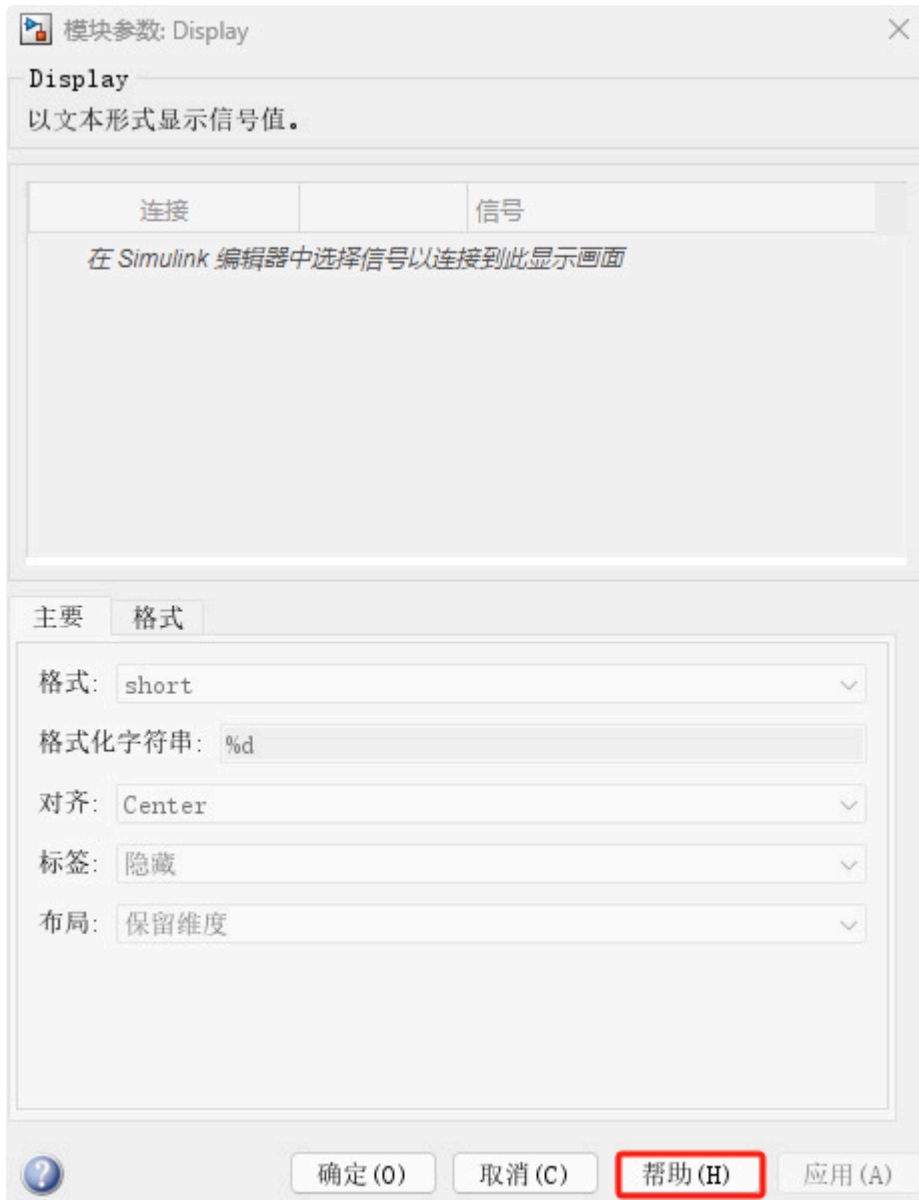 模块参数: Display
Display
以文本形式显示信号值。
连接 信号
在 Simulink 编辑器中选择信号以连接到此显示画面
主要 格式
格式: short
格式化字符串: %d
对齐: Center
标签: 隐藏
布局: 保留维度
? 确定(O) 取消(C) 帮助(H) 应用(A)